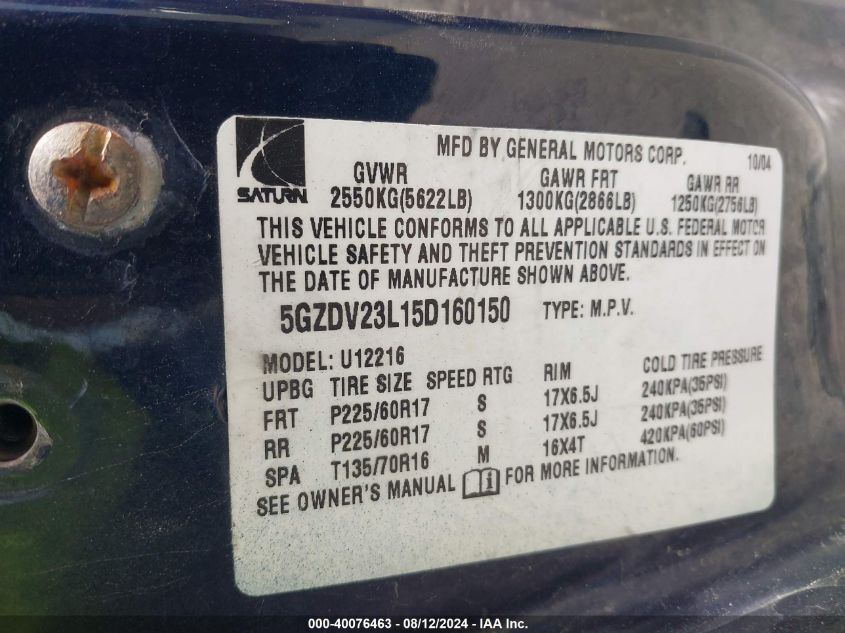 MFD BY GENERAL MOTORS CORP. 10/04
SATURN
GVWR GAWR FRT GAWR RR
2550KG(5622LB) 1300KG(2866LB) 1250KG(2756LB)
THIS VEHICLE CONFORMS TO ALL APPLICABLE U.S. FEDERAL MOTOR
VEHICLE SAFETY AND THEFT PREVENTION STANDARDS IN EFFECT ON
THE DATE OF MANUFACTURE SHOWN ABOVE.
5GZDV23L15D160150 TYPE: M.P.V.
MODEL: U12216
UPBG TIRE SIZE SPEED RTG RIM COLD TIRE PRESSURE
FRT P225/60R17 S 17X6.5J 240KPA(35PSI)
RR P225/60R17 S 17X6.5J 240KPA(35PSI)
SPA T135/70R16 M 16X4T 420KPA(60PSI)
SEE OWNER'S MANUAL FOR MORE INFORMATION.
000-40076463 - 08/12/2024 - IAA Inc.